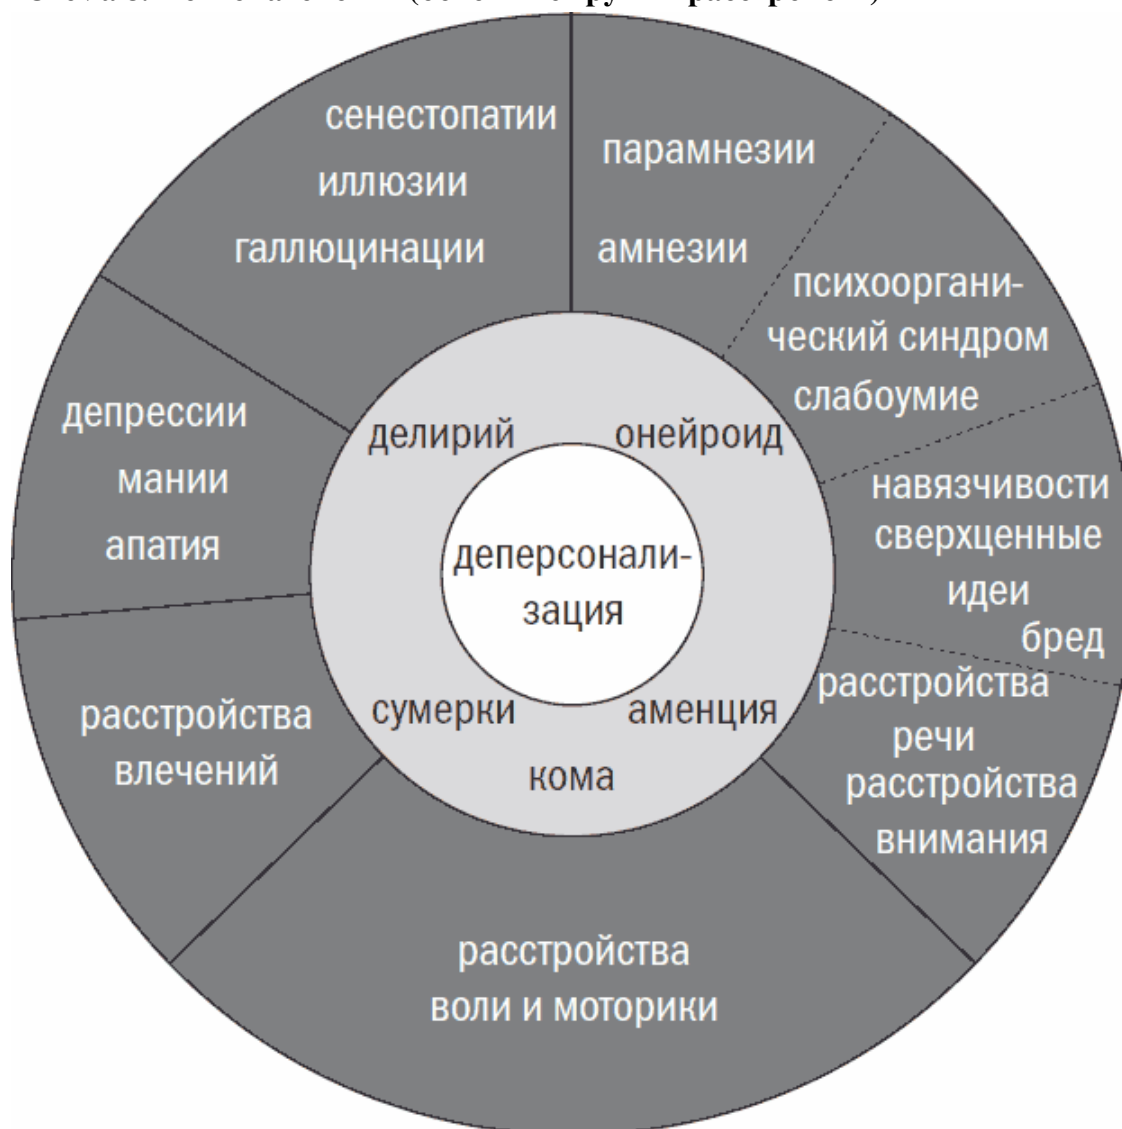 сенестопатии
иллюзии
галлюцинации
парамнезии
амнезии
психооргани-
ческий синдром
слабоумие
навязчивости
сверхценные
идеи
бред
расстройства
речи
расстройства
внимания
расстройства
воли и моторики
расстройства
влечений
депрессии
мании
апатия
делирий
онейроид
сумерки
аменция
кома
деперсонали-
зация